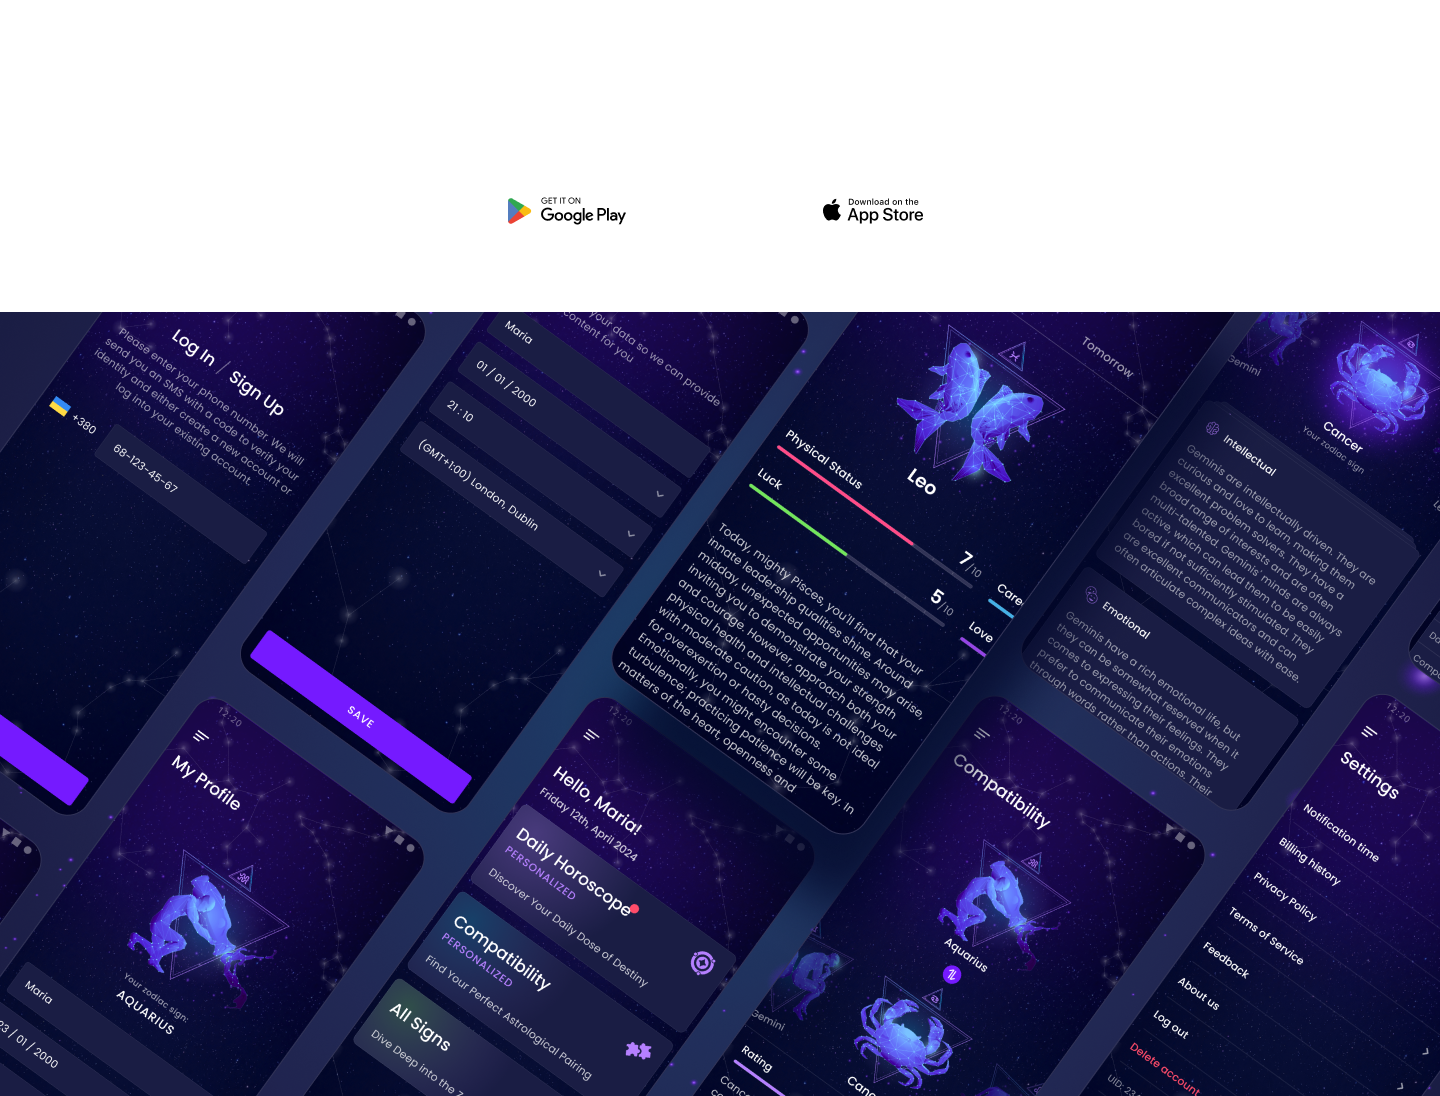 GET IT ON
Google Play
Download on the
App Store
Log In / Sign Up
Please enter your phone number. We will
send you an SMS with a code to verify your
identity and either create a new account or
log into your existing account.
+380
68-123-45-67
your data so we can provide
content for you
Maria
01 / 01 / 2000
21 : 10
(GMT+1:00) London, Dublin
SAVE
Tomorrow
Leo
Physical Status
7/10
Luck
5/10
Love
Today, mighty Pisces, you'll find that your
innate leadership qualities shine. Around
midday, unexpected opportunities may arise,
inviting you to demonstrate your strength
and courage. However, approach both your
physical health and intellectual challenges
with moderate caution, as today is not ideal
for overexertion or hasty decisions.
Emotionally, you might encounter some
turbulence; practicing patience will be key. In
matters of the heart, openness and
Gemini
Cancer
Your zodiac sign
Intellectual
Geminis are intellectually driven. They are
curious and love to learn, making them
excellent problem solvers. They have a
broad range of interests and are often
multi-talented. Geminis' minds are always
active, which can lead them to be easily
bored if not sufficiently stimulated. They
are excellent communicators and can
often articulate complex ideas with ease.
Emotional
Geminis have a rich emotional life, but
they can be somewhat reserved when it
comes to expressing their feelings. They
prefer to communicate their emotions
through words rather than actions. Their
12:20
My Profile
Your zodiac sign:
AQUARIUS
Maria
23 / 01 / 2000
12:20
Hello, Maria!
Friday 12th, April 2024
Daily Horoscope
PERSONALIZED
Discover Your Daily Dose of Destiny
Compatibility
PERSONALIZED
Find Your Perfect Astrological Pairing
All Signs
Dive Deep into the
12:20
Compatibility
Aquarius
Gemini
Rating
12:20
Settings
Notification time
Billing history
Privacy Policy
Terms of Service
Feedback
About us
Log out
Delete account